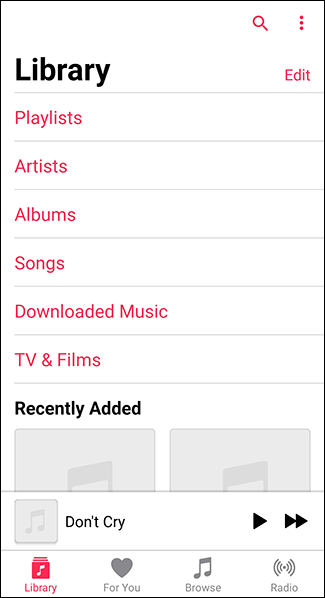 Library
Edit
Playlists
Artists
Albums
Songs
Downloaded Music
TV & Films
Recently Added
Don't Cry
Library For You Browse Radio